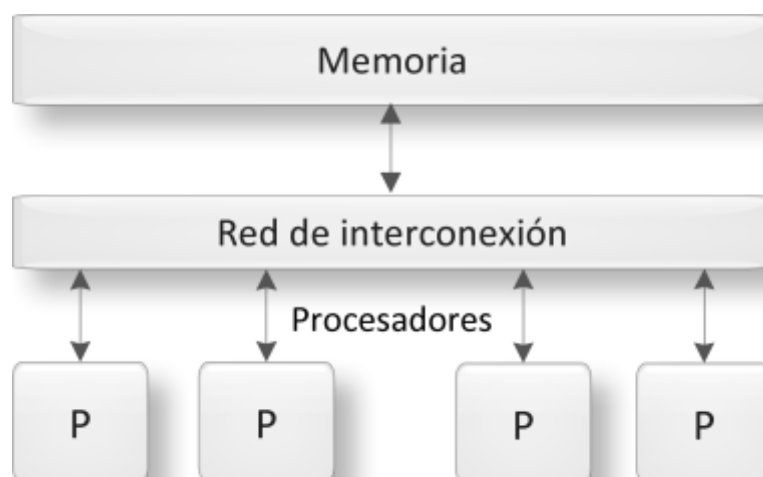 Memoria
Red de interconexión
Procesadores
P P P P